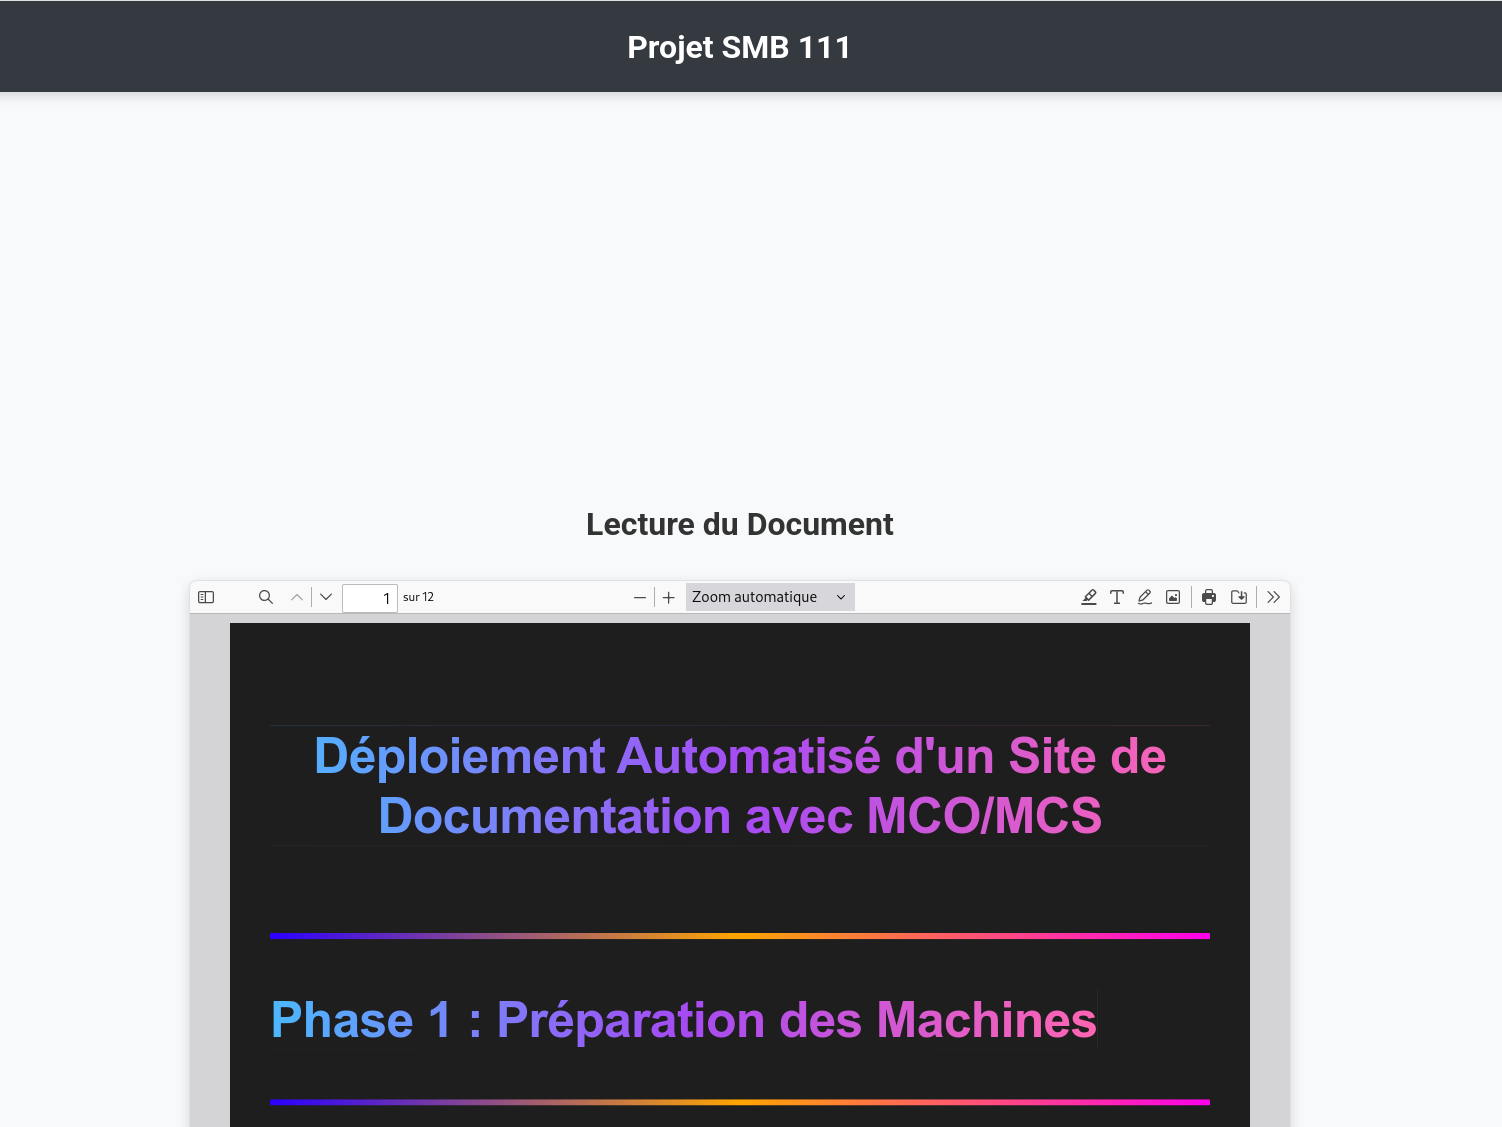 Projet SMB 111
Lecture du Document
1 sur 12 Zoom automatique
Déploiement Automatisé d'un Site de
Documentation avec MCO/MCS
Phase 1 : Préparation des Machines